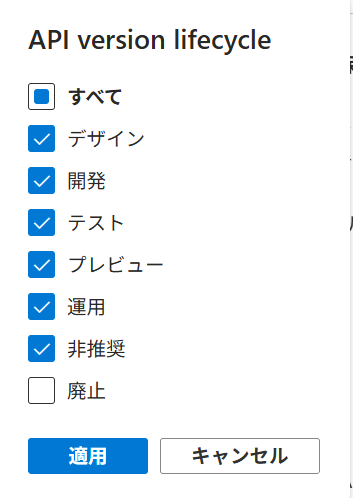 API version lifecycle
すべて
デザイン
開発
テスト
プレビュー
運用
非推奨
廃止
適用
キャンセル